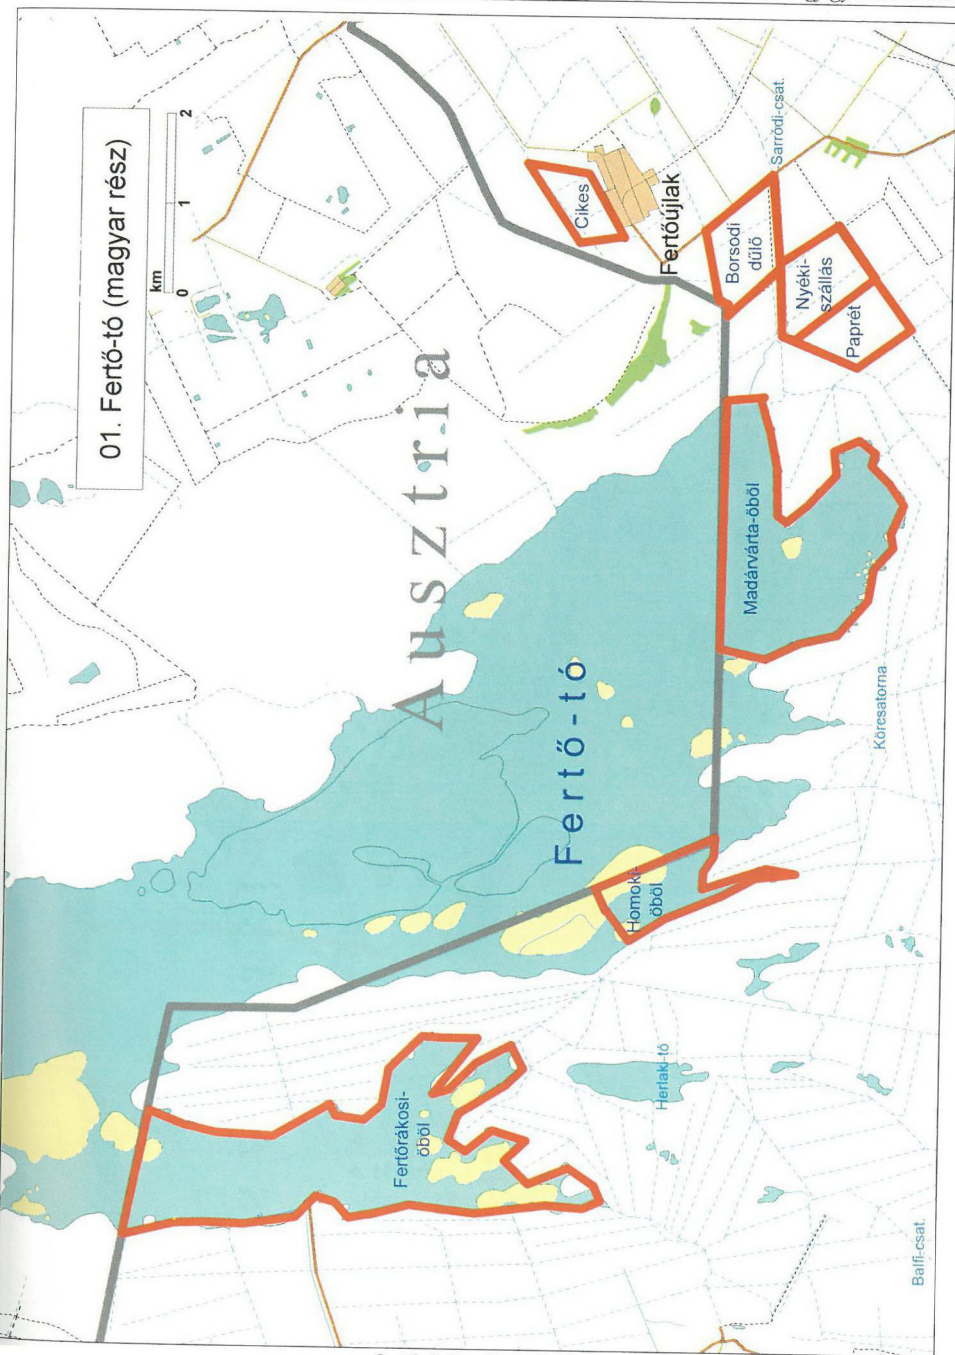 01. Fertő-tó (magyar rész)
km
0 1 2
Ausztria
Fertő-tó
Fertőrákosi-
öböl
Homoki-
öböl
Madárvárta-öböl
Cikes
Fertőújlak
Borsodi
dűlő
Nyéki-
szállás
Paprét
Sarródi-csat.
Herlaki-tó
Körcsatorna
Balfi-csat.